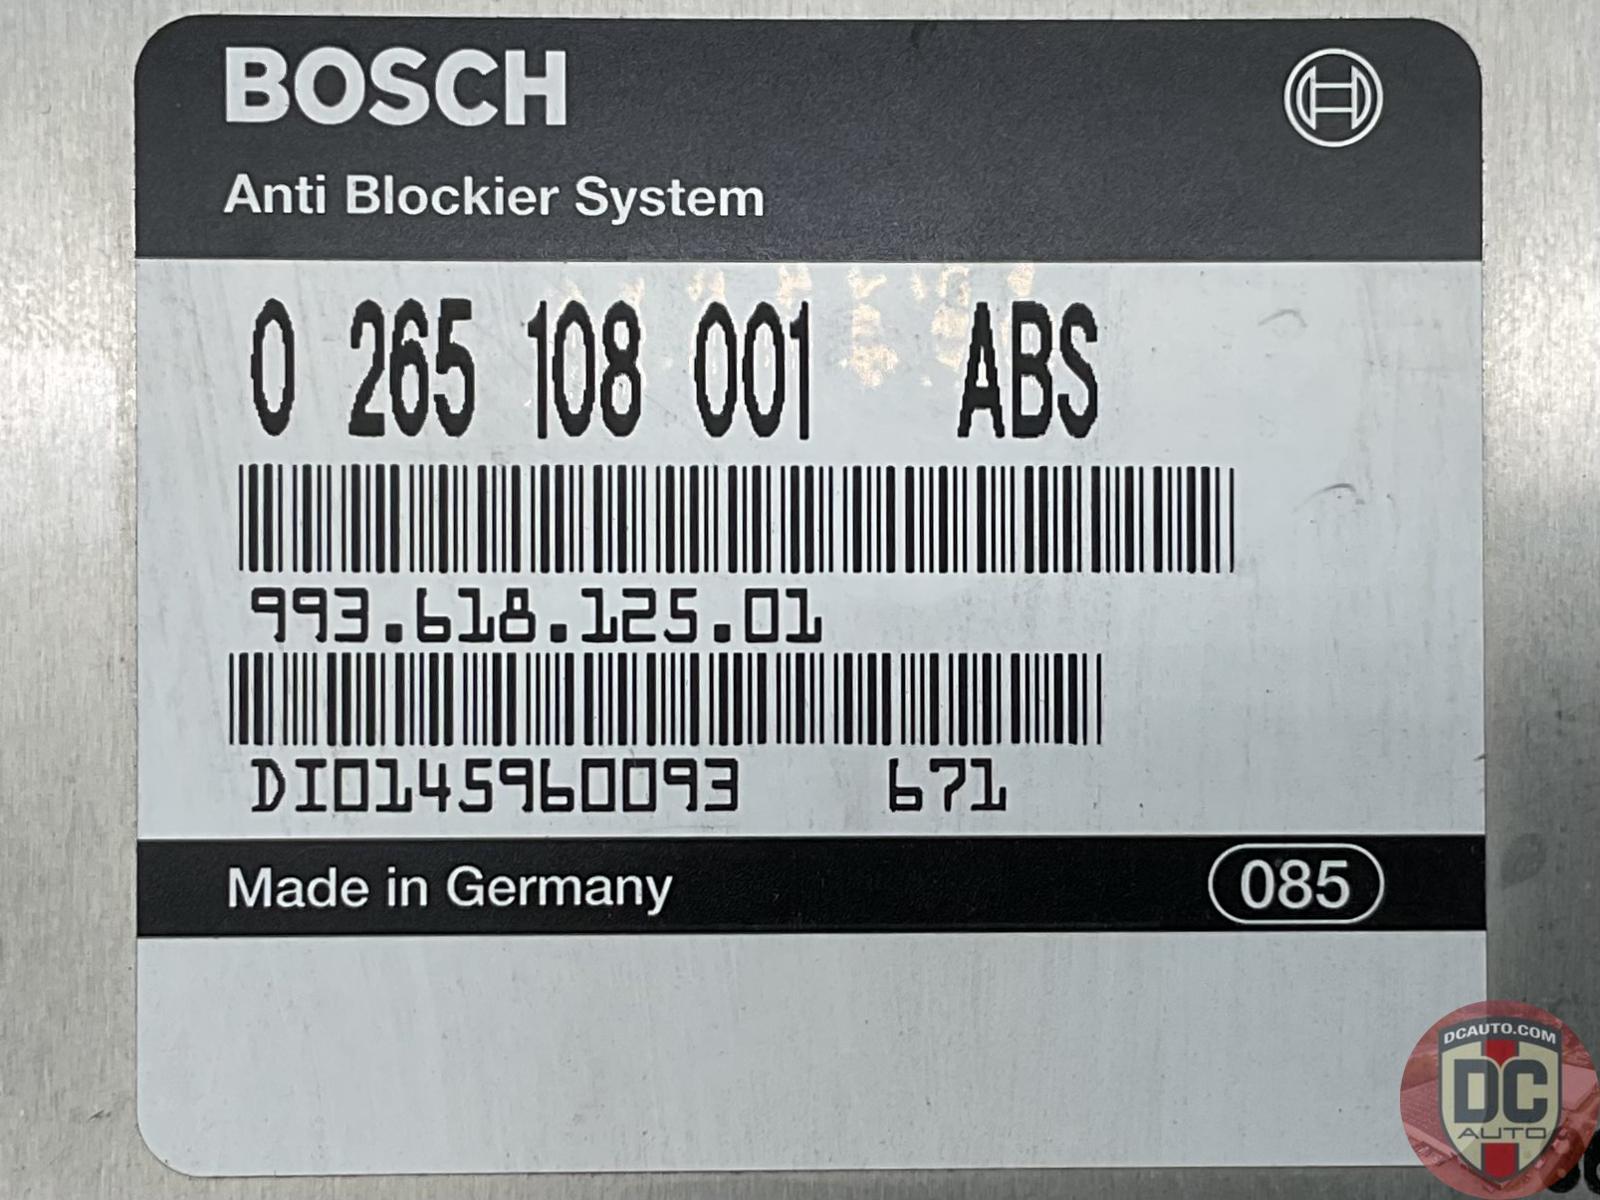 BOSCH
Anti Blockier System
0 265 108 001 ABS
993.618.125.01
DI0145960093 671
Made in Germany 085
DCAUTO.COM
DC
AUTO